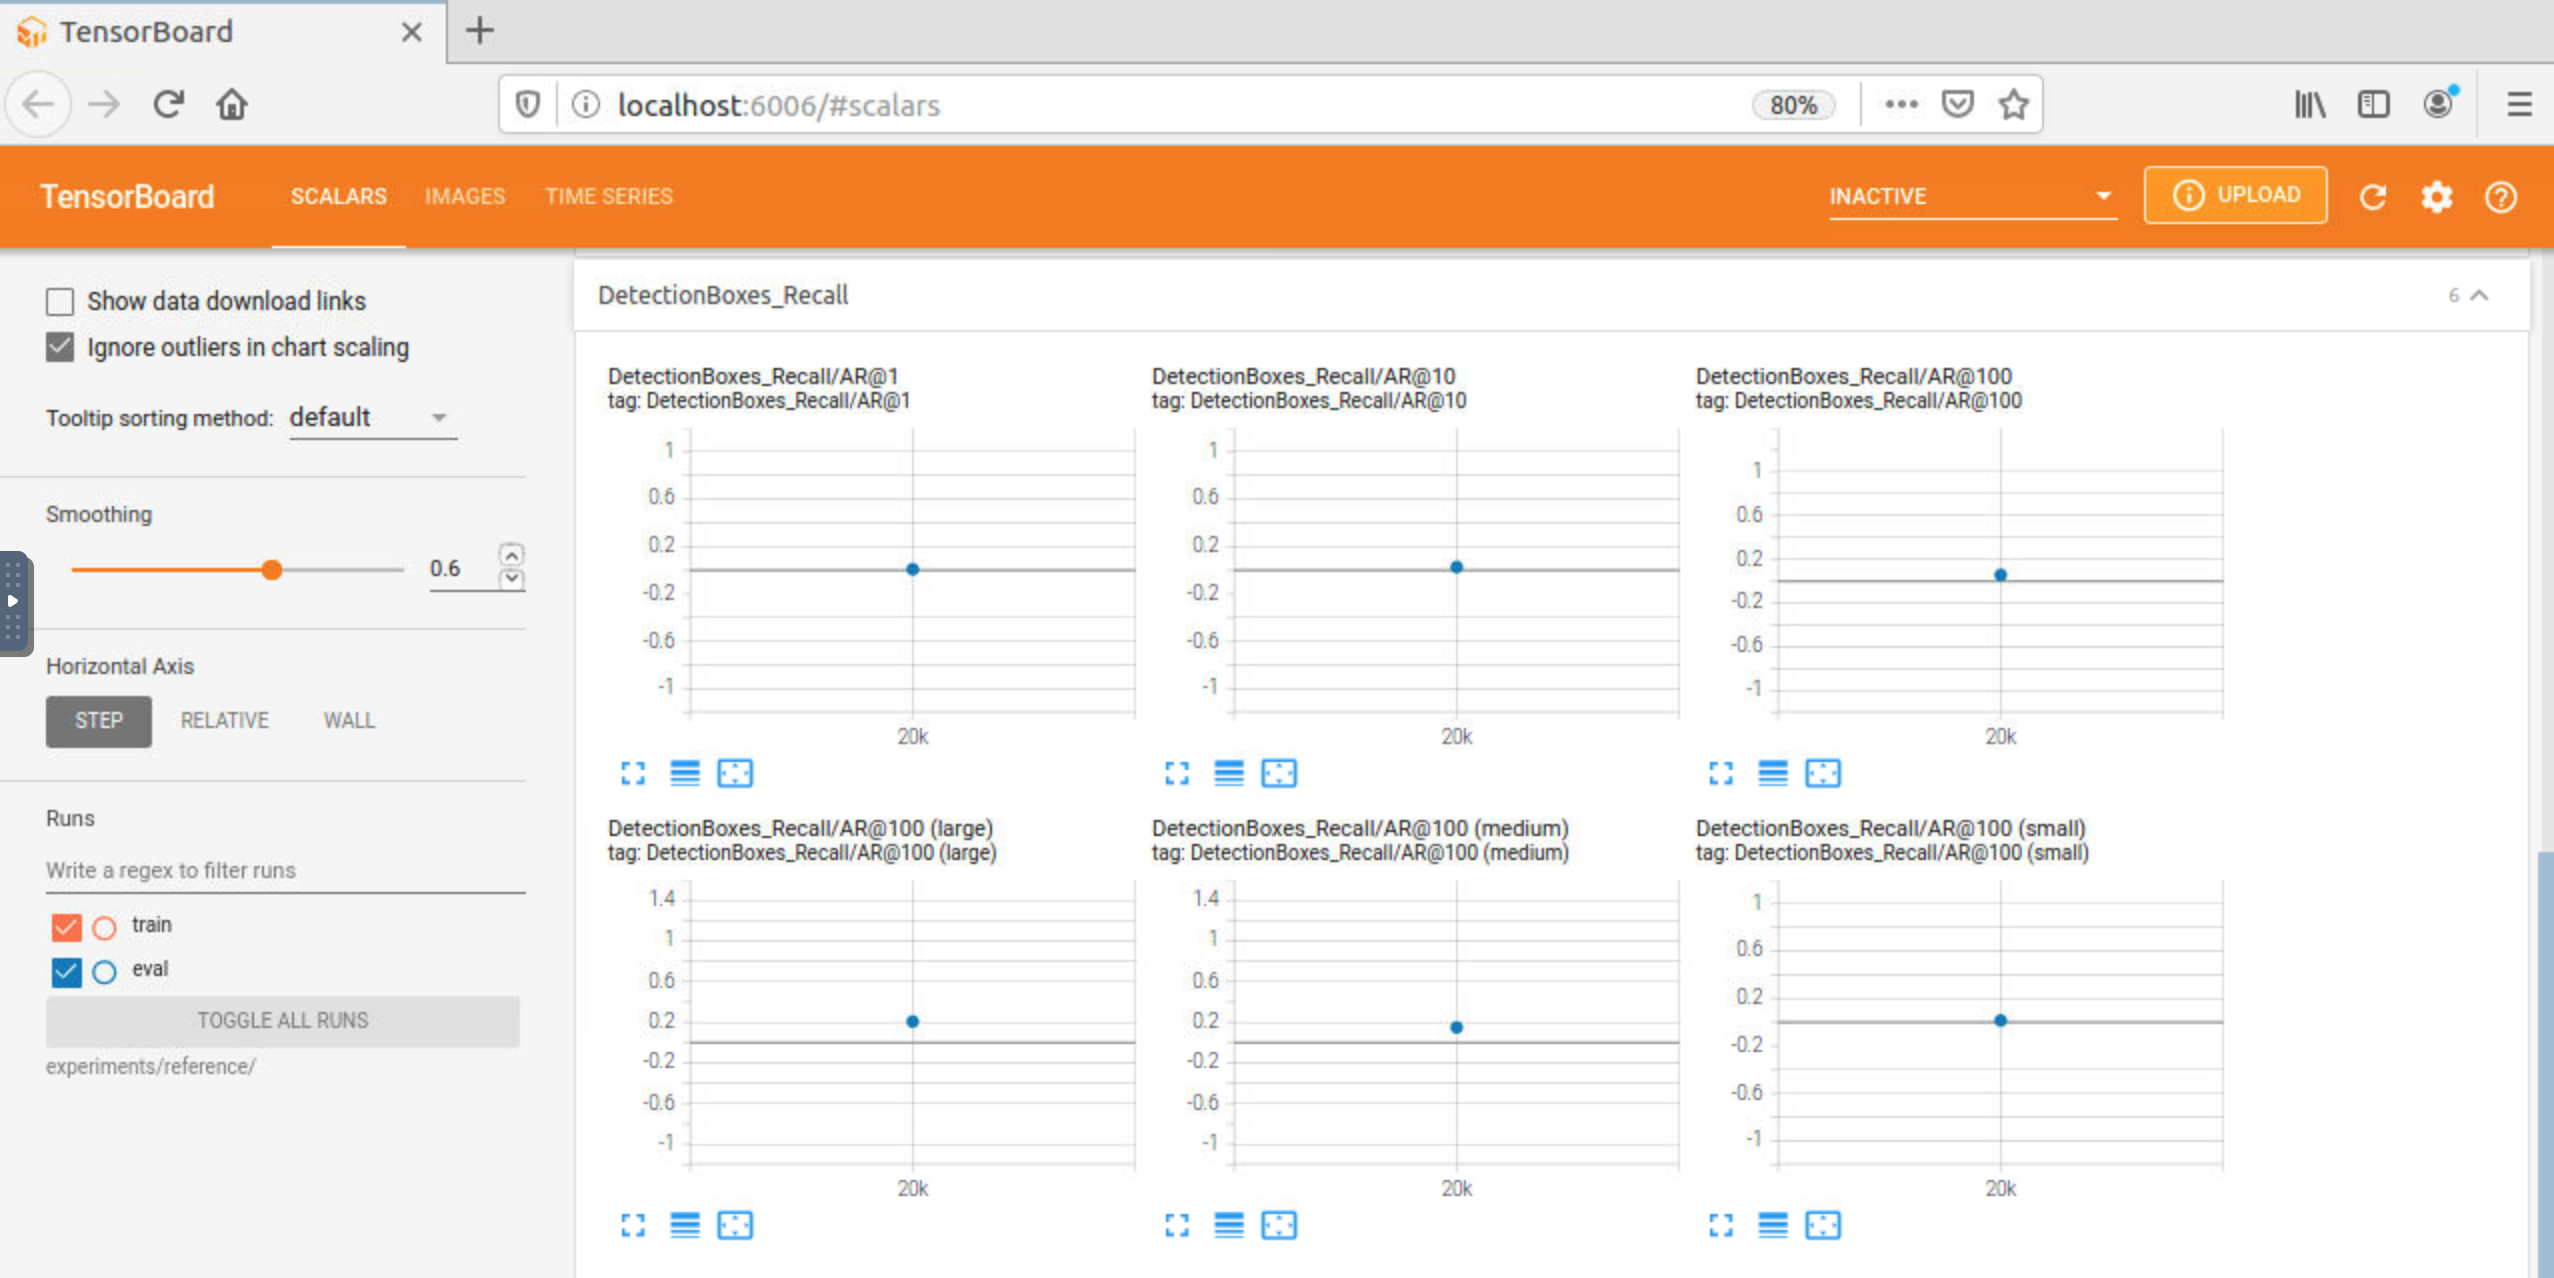 TensorBoard
localhost:6006/#scalars
80%
TensorBoard
SCALARS
IMAGES
TIME SERIES
INACTIVE
UPLOAD
Show data download links
Ignore outliers in chart scaling
Tooltip sorting method: default
Smoothing
0.6
Horizontal Axis
STEP
RELATIVE
WALL
Runs
Write a regex to filter runs
train
eval
TOGGLE ALL RUNS
experiments/reference/
DetectionBoxes_Recall
6
DetectionBoxes_Recall/AR@1
tag: DetectionBoxes_Recall/AR@1
1
0.6
0.2
-0.2
-0.6
-1
20k
DetectionBoxes_Recall/AR@10
tag: DetectionBoxes_Recall/AR@10
1
0.6
0.2
-0.2
-0.6
-1
20k
DetectionBoxes_Recall/AR@100
tag: DetectionBoxes_Recall/AR@100
1
0.6
0.2
-0.2
-0.6
-1
20k
DetectionBoxes_Recall/AR@100 (large)
tag: DetectionBoxes_Recall/AR@100 (large)
1.4
1
0.6
0.2
-0.2
-0.6
-1
20k
DetectionBoxes_Recall/AR@100 (medium)
tag: DetectionBoxes_Recall/AR@100 (medium)
1.4
1
0.6
0.2
-0.2
-0.6
-1
20k
DetectionBoxes_Recall/AR@100 (small)
tag: DetectionBoxes_Recall/AR@100 (small)
1
0.6
0.2
-0.2
-0.6
-1
20k